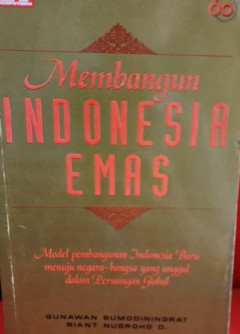 60
Membangun
INDONESIA
EMAS
Model pembangunan Indonesia Baru
menuju negara-bangsa yang unggul
dalam Persaingan Global
GUNAWAN SUMODININGRAT
RIANT NUGROHO D.